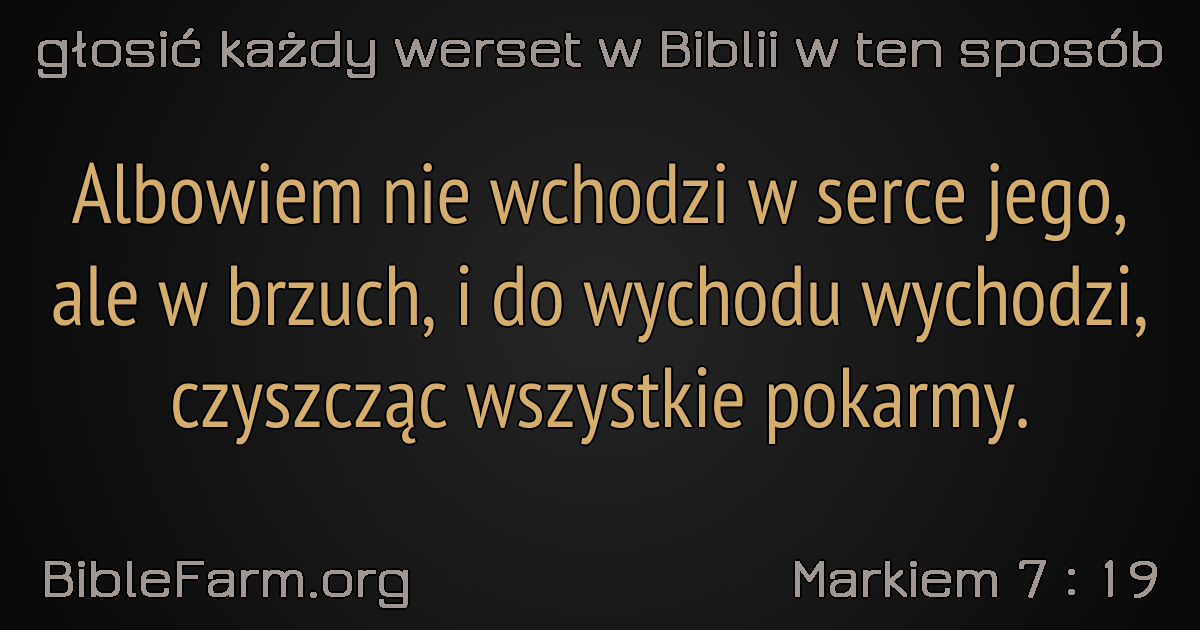 głosić każdy werset w Biblii w ten sposób
Albowiem nie wchodzi w serce jego,
ale w brzuch, i do wychodu wychodzi,
czyszcząc wszystkie pokarmy.
BibleFarm.org
Markiem 7 : 19